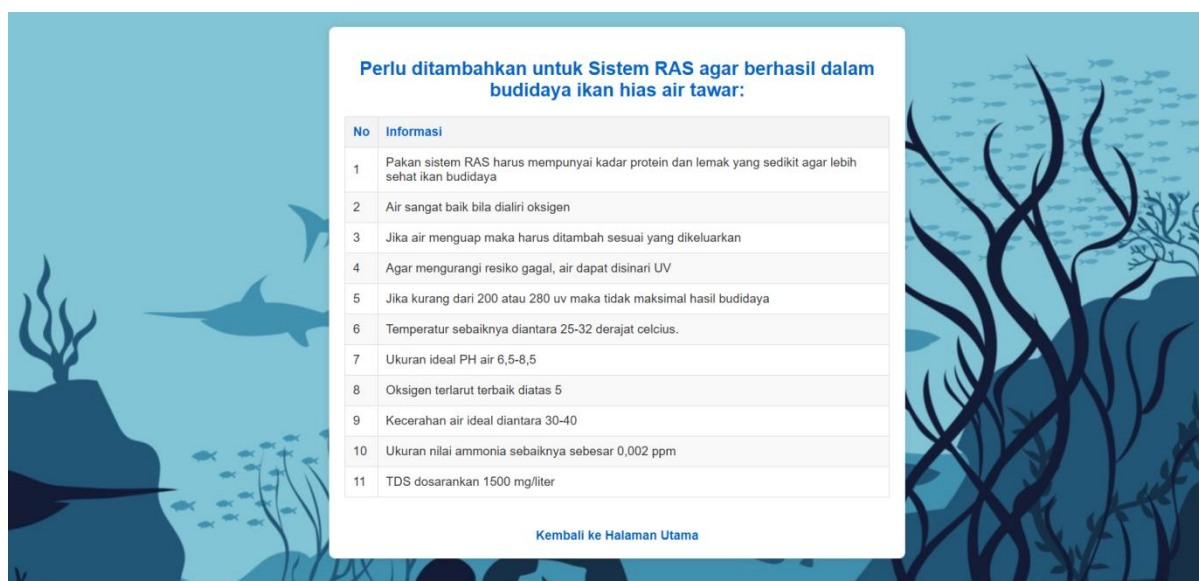 Perlu ditambahkan untuk Sistem RAS agar berhasil dalam
budidaya ikan hias air tawar:
No Informasi
1 Pakan sistem RAS harus mempunyai kadar protein dan lemak yang sedikit agar lebih
sehat ikan budidaya
2 Air sangat baik bila dialiri oksigen
3 Jika air menguap maka harus ditambah sesuai yang dikeluarkan
4 Agar mengurangi resiko gagal, air dapat disinari UV
5 Jika kurang dari 200 atau 280 uv maka tidak maksimal hasil budidaya
6 Temperatur sebaiknya diantara 25-32 derajat celcius.
7 Ukuran ideal PH air 6,5-8,5
8 Oksigen terlarut terbaik diatas 5
9 Kecerahan air ideal diantara 30-40
10 Ukuran nilai ammonia sebaiknya sebesar 0,002 ppm
11 TDS dosarankan 1500 mg/liter
Kembali ke Halaman Utama